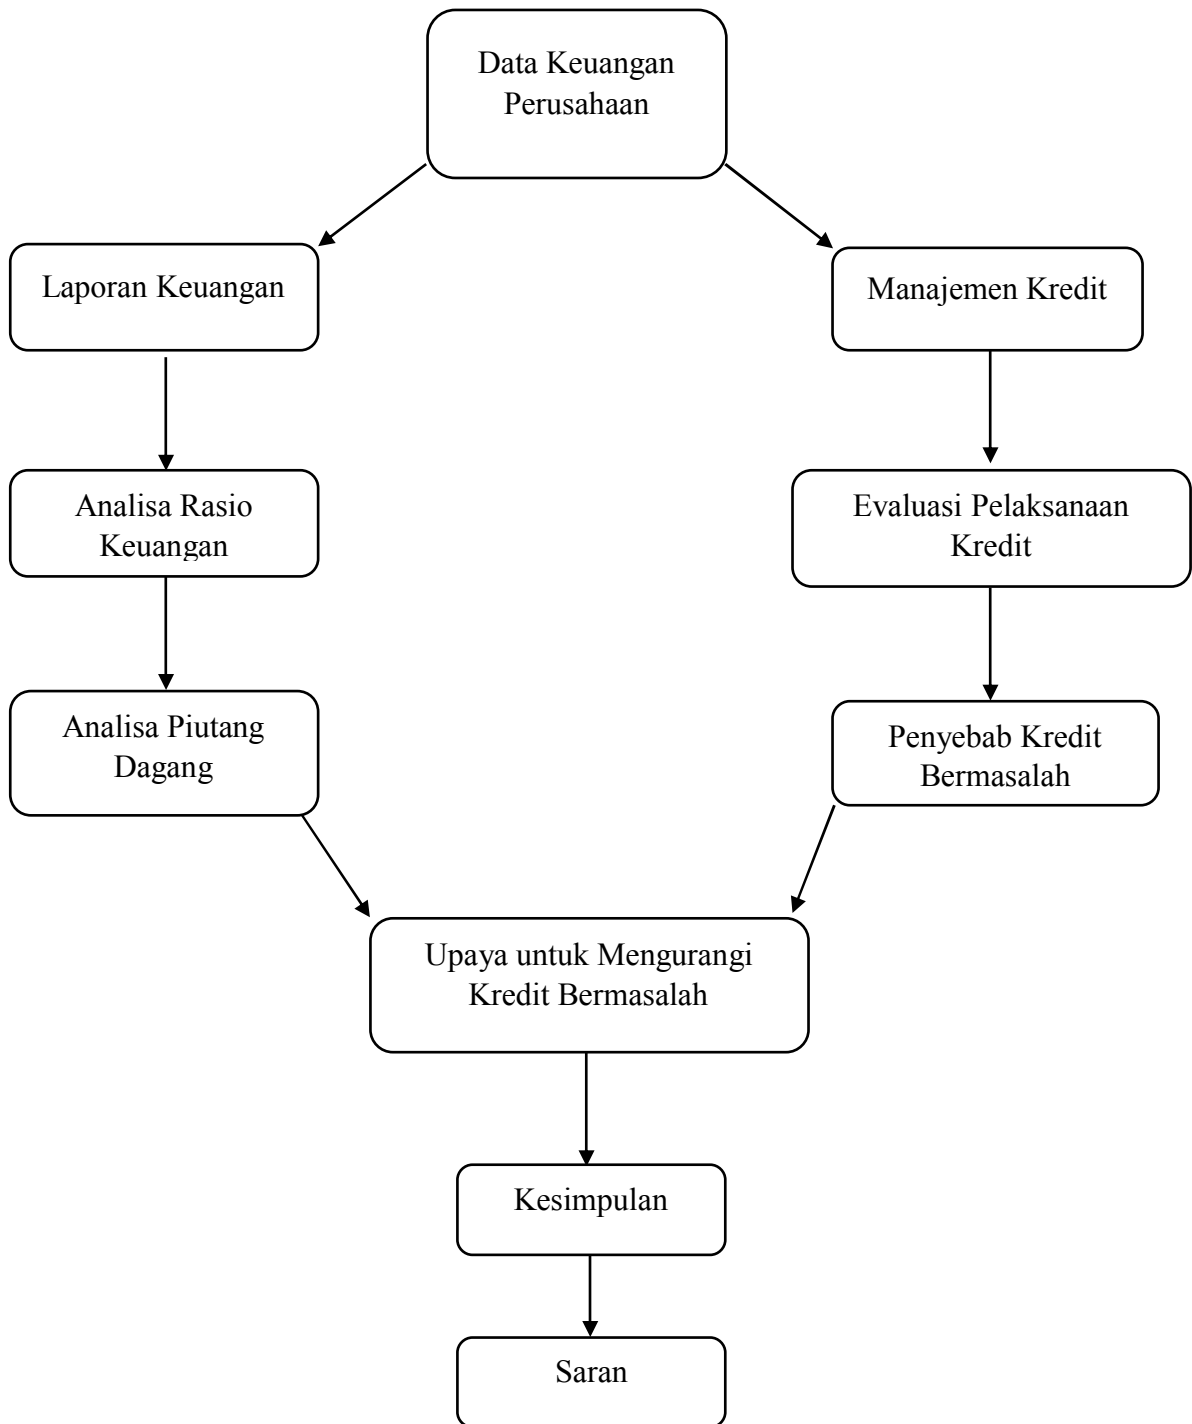 Data Keuangan
Perusahaan
Laporan Keuangan
Manajemen Kredit
Analisa Rasio
Keuangan
Evaluasi Pelaksanaan
Kredit
Analisa Piutang
Dagang
Penyebab Kredit
Bermasalah
Upaya untuk Mengurangi
Kredit Bermasalah
Kesimpulan
Saran